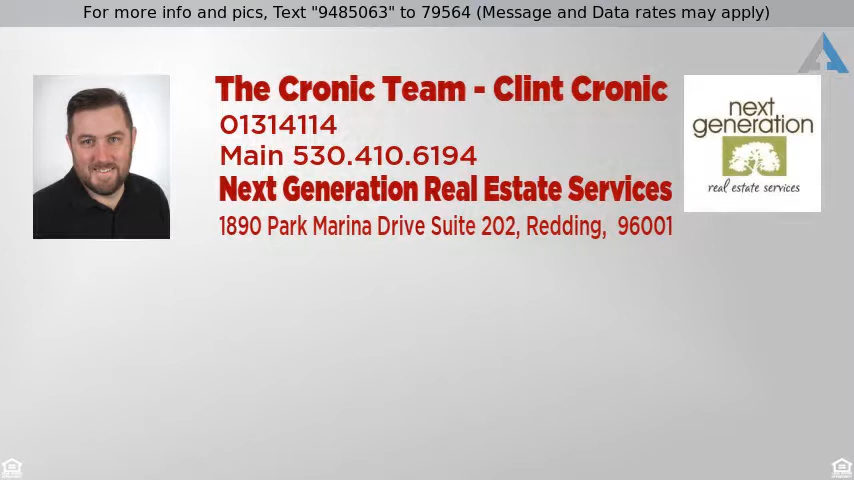 For more info and pics, Text "9485063" to 79564 (Message and Data rates may apply)
The Cronic Team - Clint Cronic
01314114
Main 530.410.6194
Next Generation Real Estate Services
1890 Park Marina Drive Suite 202, Redding, 96001
next
generation
real estate services